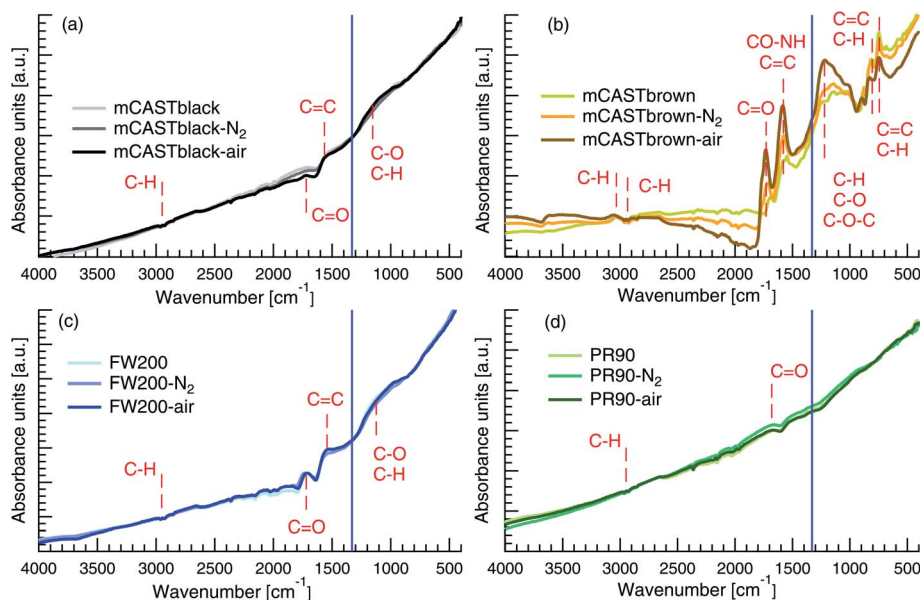 (a)
mCASTblack
mCASTblack-N2
mCASTblack-air
C=C
C-H
C=O
C-O
C-H
Absorbance units [a.u.]
4000 3500 3000 2500 2000 1500 1000 500
Wavenumber [cm-1]
(b)
mCASTbrown
mCASTbrown-N2
mCASTbrown-air
CO-NH
C=C
C=O
C=C
C-H
C-H
C-H
C=C
C-H
C-H
C-O
C-O-C
Absorbance units [a.u.]
4000 3500 3000 2500 2000 1500 1000 500
Wavenumber [cm-1]
(c)
FW200
FW200-N2
FW200-air
C=C
C-H
C=O
C-O
C-H
Absorbance units [a.u.]
4000 3500 3000 2500 2000 1500 1000 500
Wavenumber [cm-1]
(d)
PR90
PR90-N2
PR90-air
C=O
C-H
Absorbance units [a.u.]
4000 3500 3000 2500 2000 1500 1000 500
Wavenumber [cm-1]